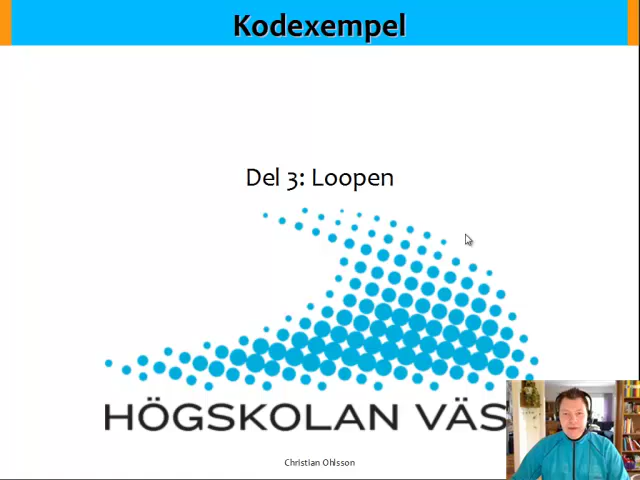 Kodexempel
Del 3: Loopen
HÖGSKOLAN VÄS
Christian Ohlsson